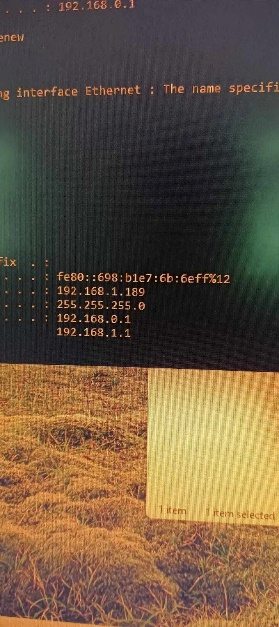 . . . : 192.168.0.1
enew
ng interface Ethernet : The name specifi
fix . :
. . . . : fe80::698:b1e7:6b:6eff%12
. . . . : 192.168.1.189
. . . . : 255.255.255.0
. . . . : 192.168.0.1
192.168.1.1
1 item 1 item selected